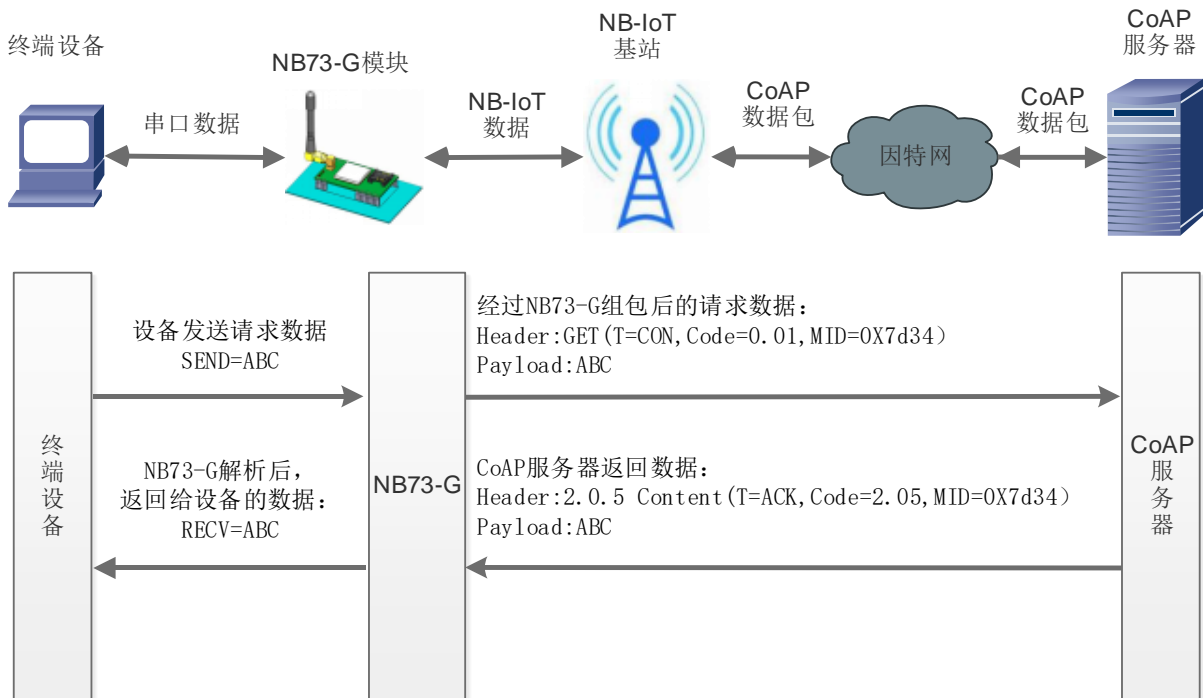 终端设备
NB73-G模块
NB-IoT
基站
CoAP
服务器
串口数据
NB-IoT
数据
CoAP
数据包
因特网
CoAP
数据包
设备发送请求数据
SEND=ABC
经过NB73-G组包后的请求数据:
Header:GET(T=CON,Code=0.01,MID=0X7d34)
Payload:ABC
终
端
设
备
NB73-G解析后,
返回给设备的数据:
RECV=ABC
NB73-G
CoAP服务器返回数据:
Header:2.0.5 Content(T=ACK,Code=2.05,MID=0X7d34)
Payload:ABC
CoAP
服
务
器